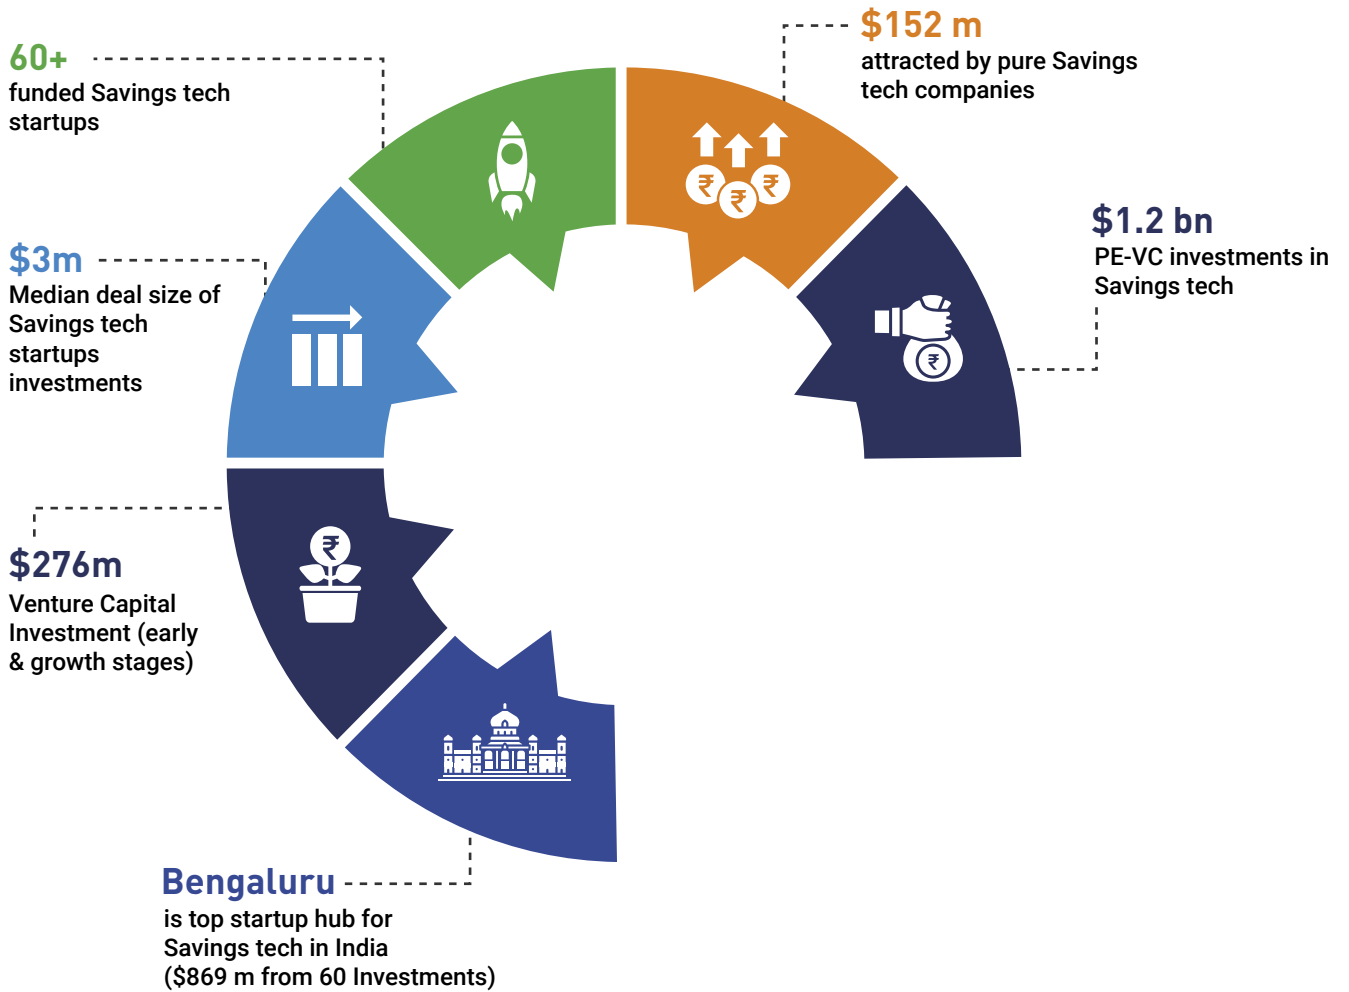 60+
funded Savings tech
startups
$152 m
attracted by pure Savings
tech companies
$1.2 bn
PE-VC investments in
Savings tech
$3m
Median deal size of
Savings tech
startups
investments
$276m
Venture Capital
Investment (early
& growth stages)
Bengaluru
is top startup hub for
Savings tech in India
($869 m from 60 Investments)
₹ ₹ ₹
₹
₹